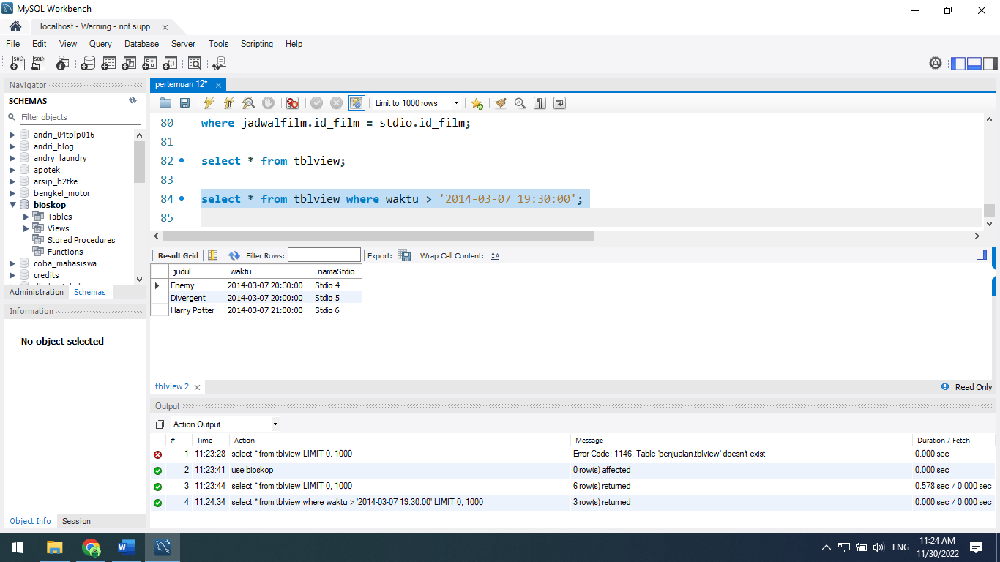 MySQL Workbench
localhost - Warning - not supp...
File Edit View Query Database Server Tools Scripting Help
Navigator
SCHEMAS
Filter objects
andri_04tplp016
andri_blog
andry_laundry
apotek
arsip_b2tke
bengkel_motor
bioskop
Tables
Views
Stored Procedures
Functions
coba_mahasiswa
credits
Administration Schemas
Information
No object selected
Object Info Session
pertemuan 12*
Limit to 1000 rows
80 where jadwalfilm.id_film = stdio.id_film;
81
82 select * from tblview;
83
84 select * from tblview where waktu > '2014-03-07 19:30:00';
85
Result Grid Filter Rows: Export: Wrap Cell Content:
judul waktu namaStdio
Enemy 2014-03-07 20:30:00 Stdio 4
Divergent 2014-03-07 20:00:00 Stdio 5
Harry Potter 2014-03-07 21:00:00 Stdio 6
tblview 2 Read Only
Output
Action Output
# Time Action Message Duration / Fetch
1 11:23:28 select * from tblview LIMIT 0, 1000 Error Code: 1146. Table 'penjualan.tblview' doesn't exist 0.000 sec
2 11:23:41 use bioskop 0 row(s) affected 0.000 sec
3 11:23:44 select * from tblview LIMIT 0, 1000 6 row(s) returned 0.578 sec / 0.000 sec
4 11:24:34 select * from tblview where waktu > '2014-03-07 19:30:00' LIMIT 0, 1000 3 row(s) returned 0.000 sec / 0.000 sec
ENG
11:24 AM
11/30/2022